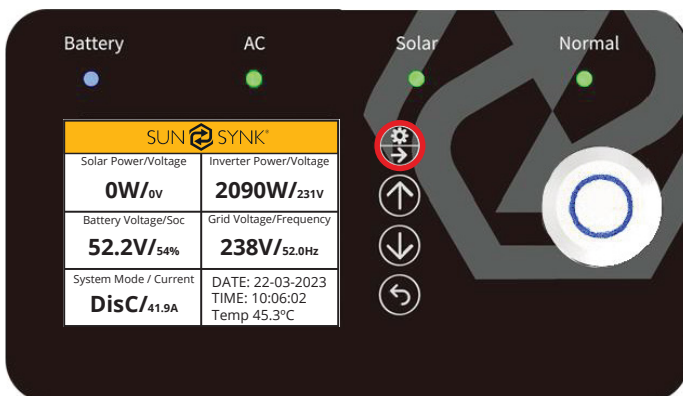 Battery AC Solar Normal
SUN SYNK®
Solar Power/Voltage Inverter Power/Voltage
0W/0V 2090W/231V
Battery Voltage/Soc Grid Voltage/Frequency
52.2V/54% 238V/52.0Hz
System Mode / Current
DisC/41.9A
DATE: 22-03-2023
TIME: 10:06:02
Temp 45.3ºC